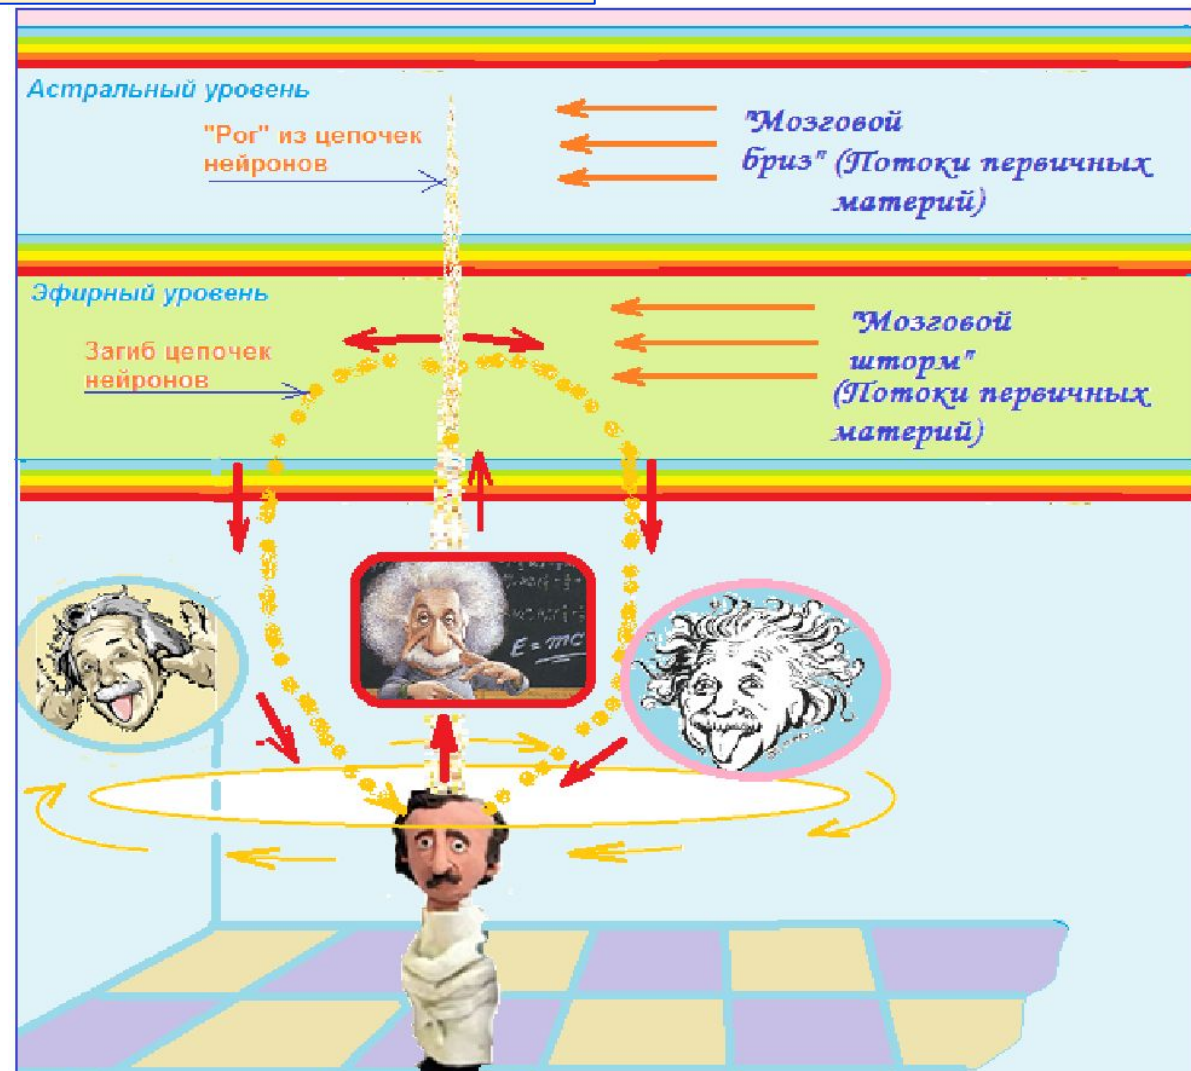 Астральный уровень
"Рог" из цепочек
нейронов
"Мозговой
бриз" (Потоки первичных
материй)
Эфирный уровень
Загиб цепочек
нейронов
"Мозговой
шторм"
(Потоки первичных
материй)
E = mc